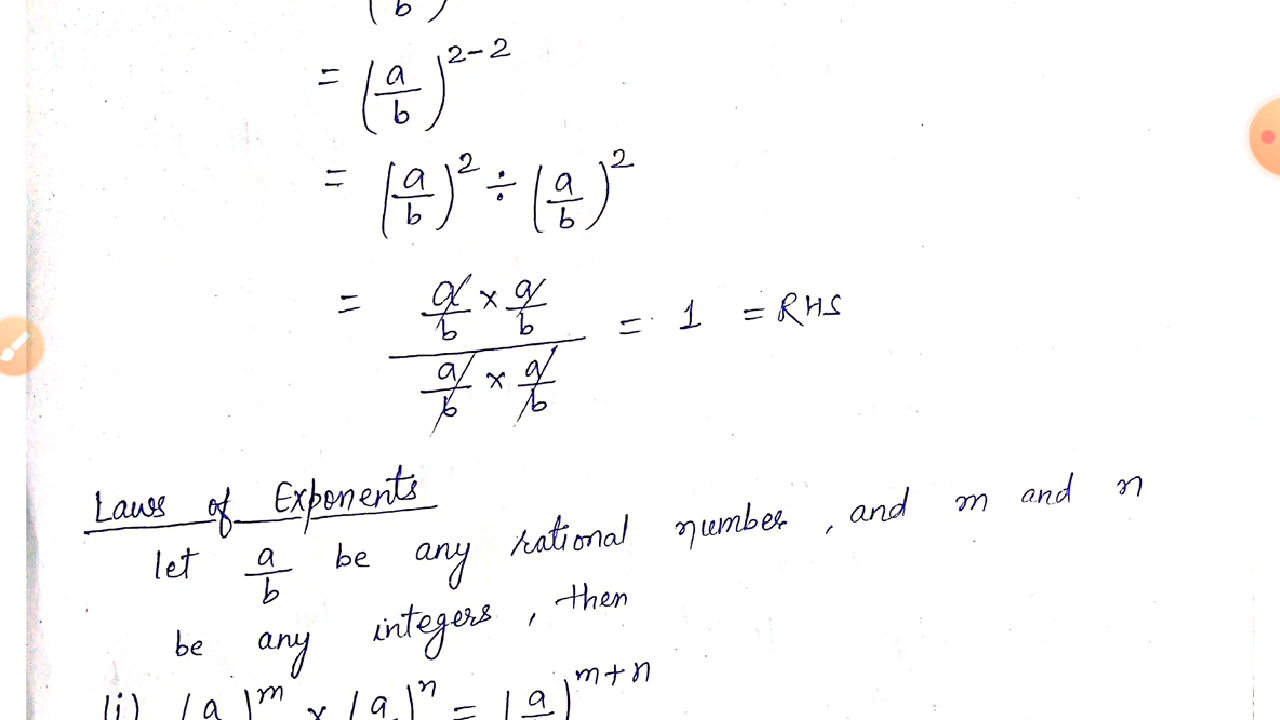 (b)
= (a/b)^2-2
= (a/b)^2 ÷ (a/b)^2
= (a/b × a/b)/(a/b × a/b) = 1 = RHS
Laws of Exponents
let a/b be any rational number, and m and n
be any integers, then
(i) (a)^m × (a)^n = (a)^m+n